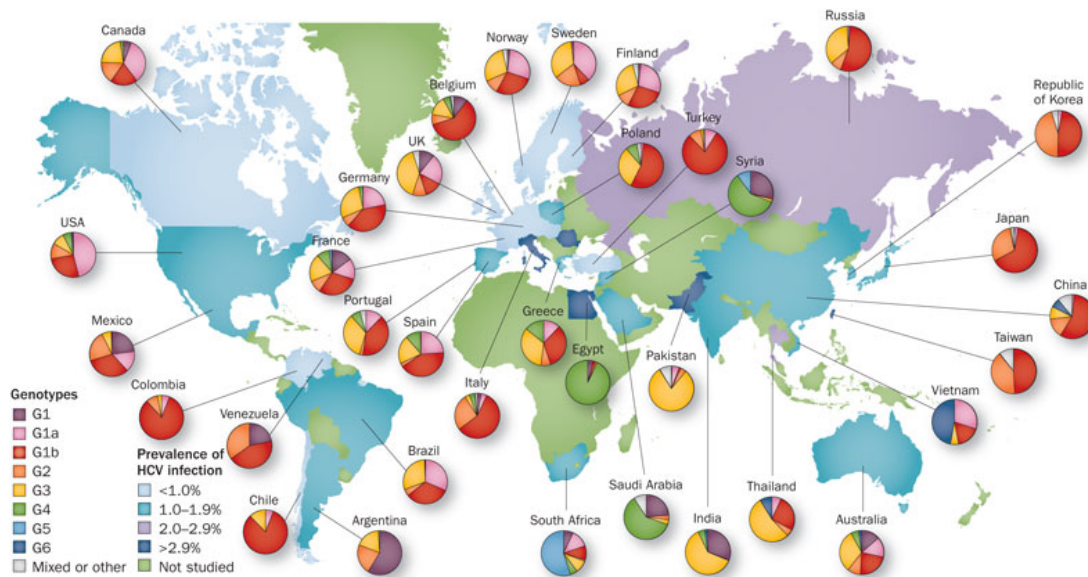 Canada
Norway
Sweden
Finland
Russia
Republic
of Korea
Belgium
UK
Poland
Turkey
Syria
Germany
USA
France
Japan
Portugal
Spain
Greece
Egypt
Pakistan
China
Mexico
Italy
Taiwan
Vietnam
Colombia
Venezuela
Brazil
Chile
Argentina
South Africa
Saudi Arabia
India
Thailand
Australia
Genotypes
G1
G1a
G1b
G2
G3
G4
G5
G6
Mixed or other
Prevalence of
HCV infection
<1.0%
1.0–1.9%
2.0–2.9%
>2.9%
Not studied